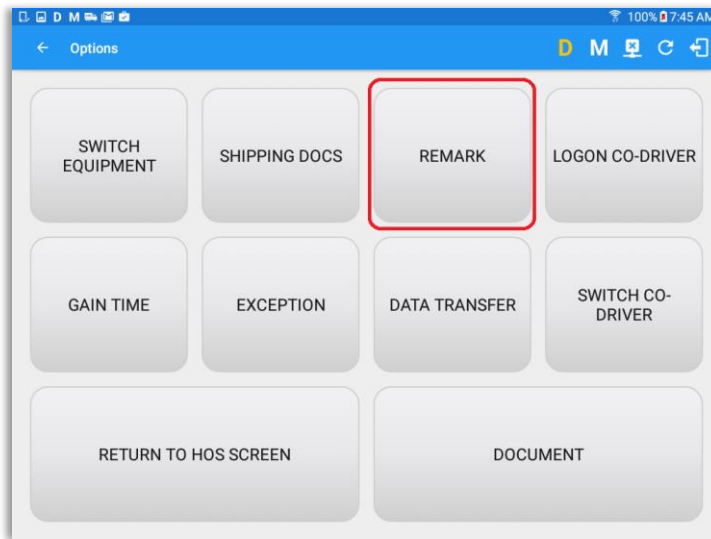 D M 100% 7:45 AM
Options D M
SWITCH
EQUIPMENT
SHIPPING DOCS
REMARK
LOGON CO-DRIVER
GAIN TIME
EXCEPTION
DATA TRANSFER
SWITCH CO-
DRIVER
RETURN TO HOS SCREEN
DOCUMENT